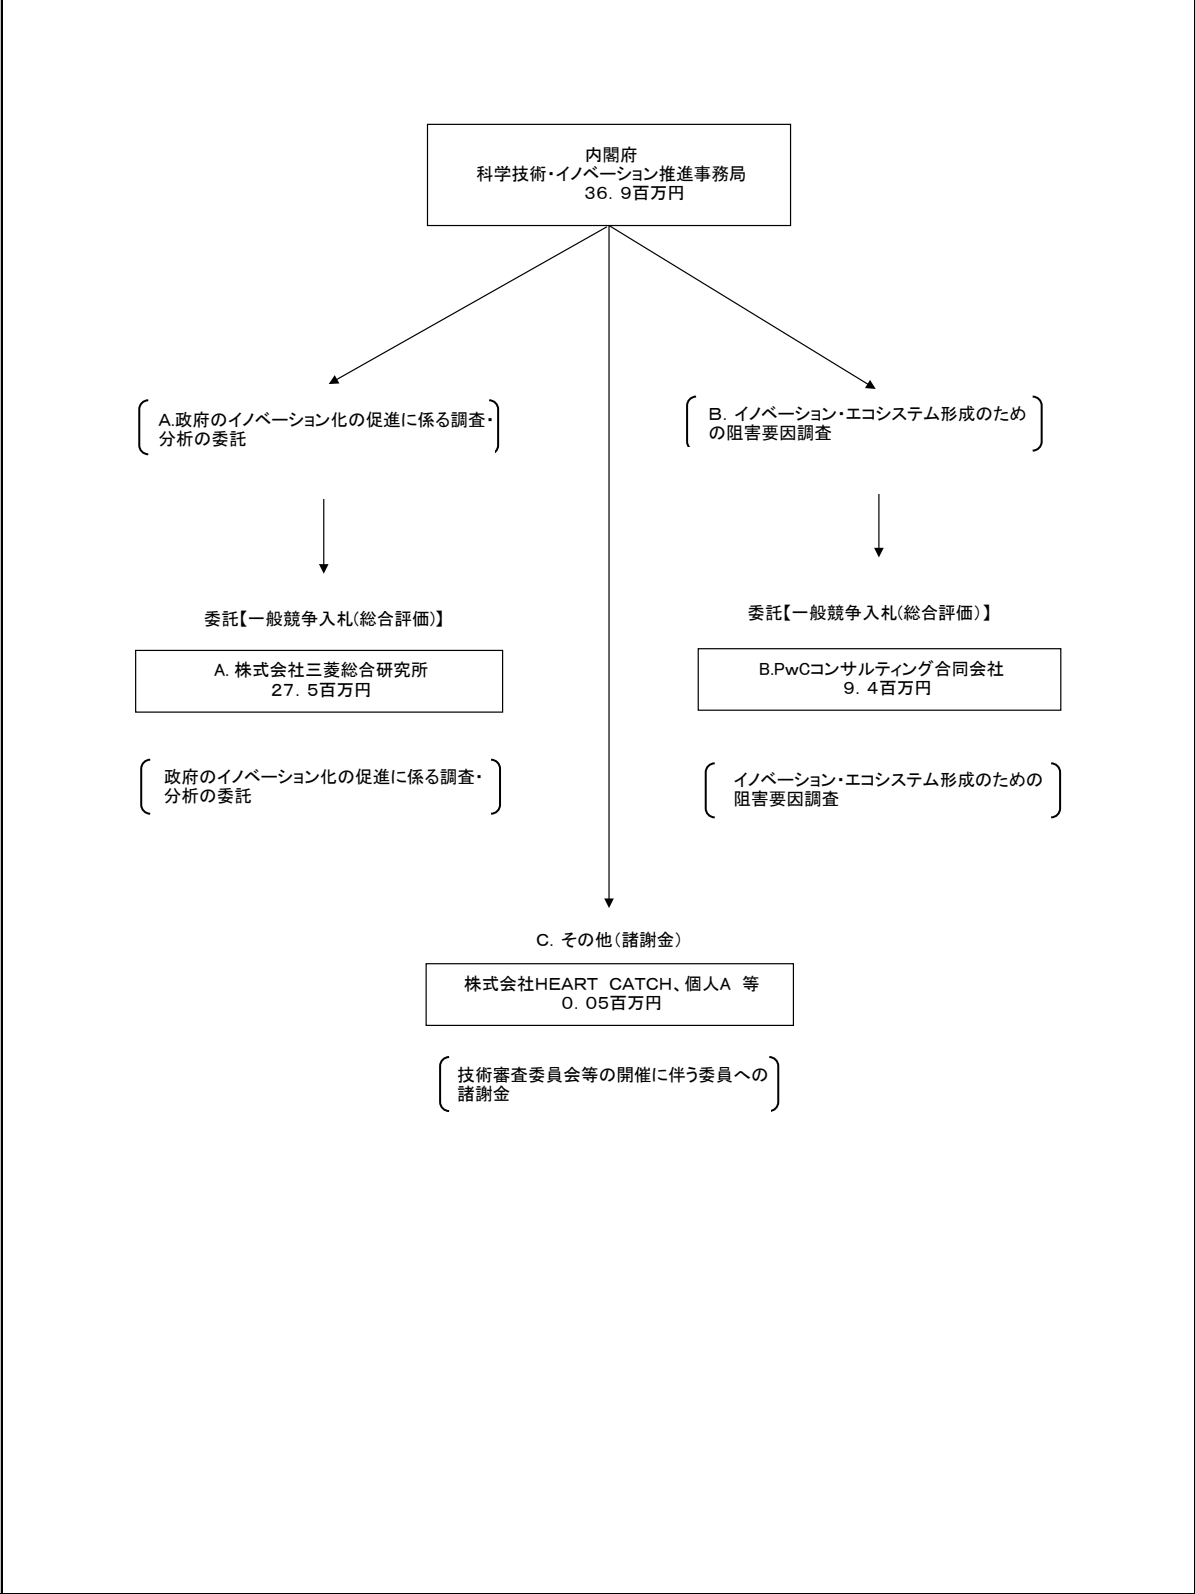 内閣府
科学技術・イノベーション推進事務局
36．9百万円
A.政府のイノベーション化の促進に係る調査・
分析の委託
B．イノベーション・エコシステム形成のため
の阻害要因調査
委託【一般競争入札(総合評価)】
委託【一般競争入札(総合評価）】
A. 株式会社三菱総合研究所
27．5百万円
B.PwCコンサルティング合同会社
9．4百万円
政府のイノベーション化の促進に係る調査・
分析の委託
イノベーション・エコシステム形成のための
阻害要因調査
C．その他（諸謝金）
株式会社HEART　CATCH、個人A　等
0．05百万円
技術審査委員会等の開催に伴う委員への
諸謝金